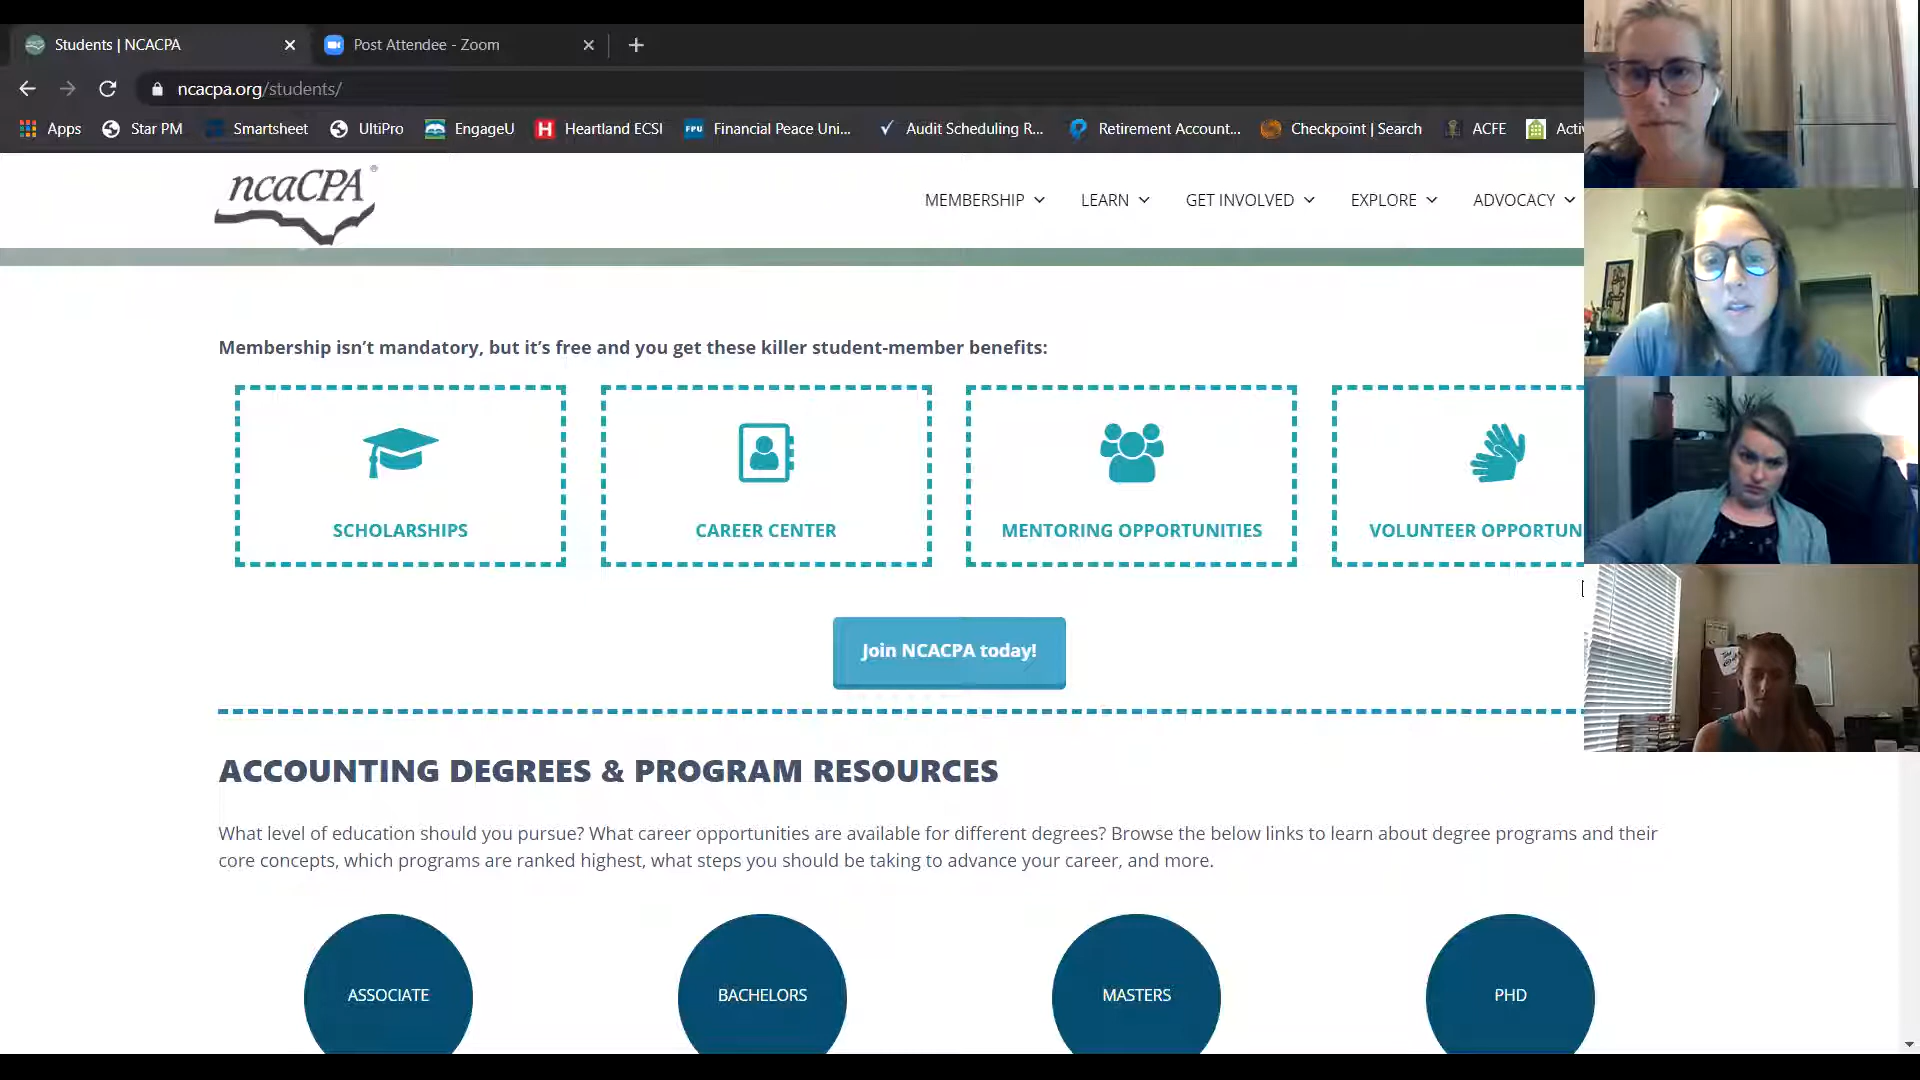 Students | NCACPA
Post Attendee - Zoom
ncacpa.org/students/
Apps Star PM Smartsheet UltiPro EngageU Heartland ECSI FPU Financial Peace Uni... Audit Scheduling R... Retirement Account... Checkpoint | Search ACFE Activ
ncaCPA®
MEMBERSHIP LEARN GET INVOLVED EXPLORE ADVOCACY
Membership isn't mandatory, but it's free and you get these killer student-member benefits:
SCHOLARSHIPS
CAREER CENTER
MENTORING OPPORTUNITIES
VOLUNTEER OPPORTUN
Join NCACPA today!
ACCOUNTING DEGREES & PROGRAM RESOURCES
What level of education should you pursue? What career opportunities are available for different degrees? Browse the below links to learn about degree programs and their
core concepts, which programs are ranked highest, what steps you should be taking to advance your career, and more.
ASSOCIATE
BACHELORS
MASTERS
PHD